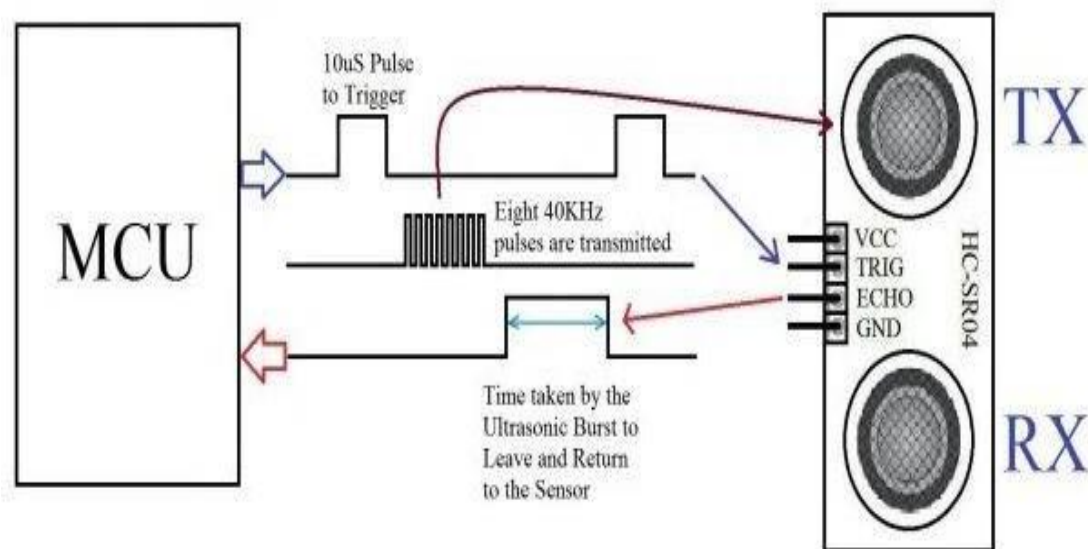 MCU
10uS Pulse
to Trigger
Eight 40KHz
pulses are transmitted
Time taken by the
Ultrasonic Burst to
Leave and Return
to the Sensor
VCC
TRIG
ECHO
GND
HC-SR04
TX
RX